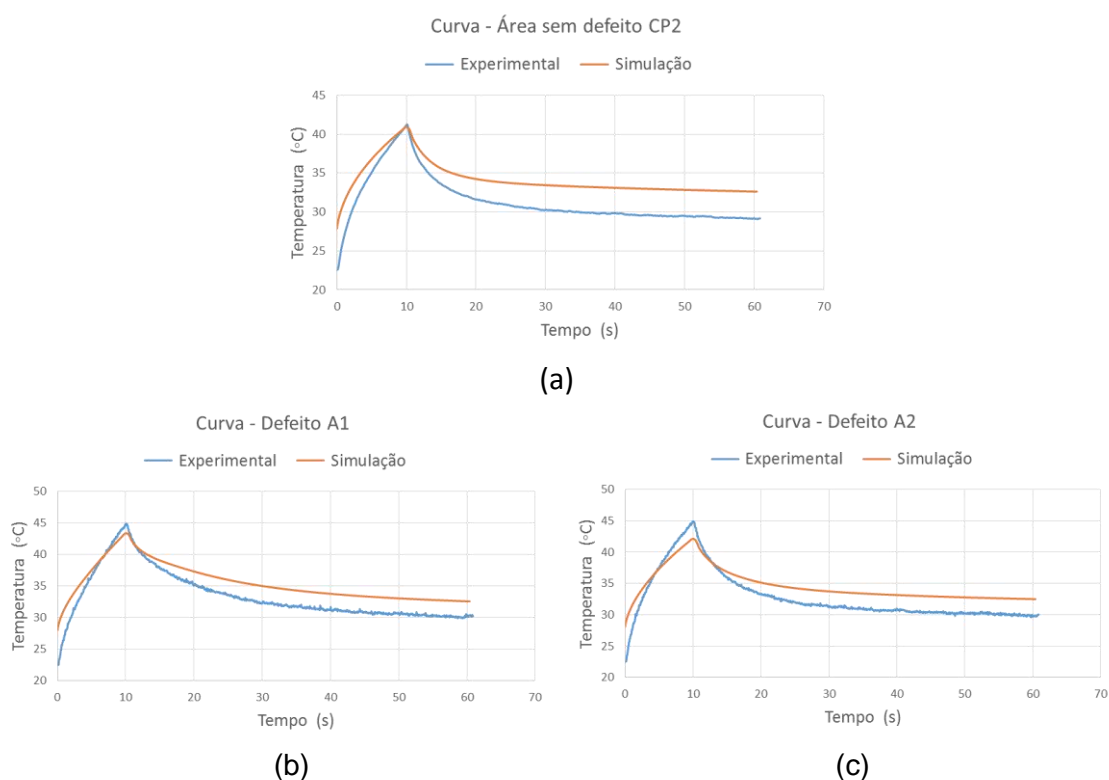 Curva - Área sem defeito CP2
Experimental Simulação
45
40
35
30
25
20
Temperatura (◦C)
0 10 20 30 40 50 60 70
Tempo (s)
(a)
Curva - Defeito A1
Experimental Simulação
50
45
40
35
30
25
20
Temperatura (◦C)
0 10 20 30 40 50 60 70
Tempo (s)
(b)
Curva - Defeito A2
Experimental Simulação
50
45
40
35
30
25
20
Temperatura (◦C)
0 10 20 30 40 50 60 70
Tempo (s)
(c)